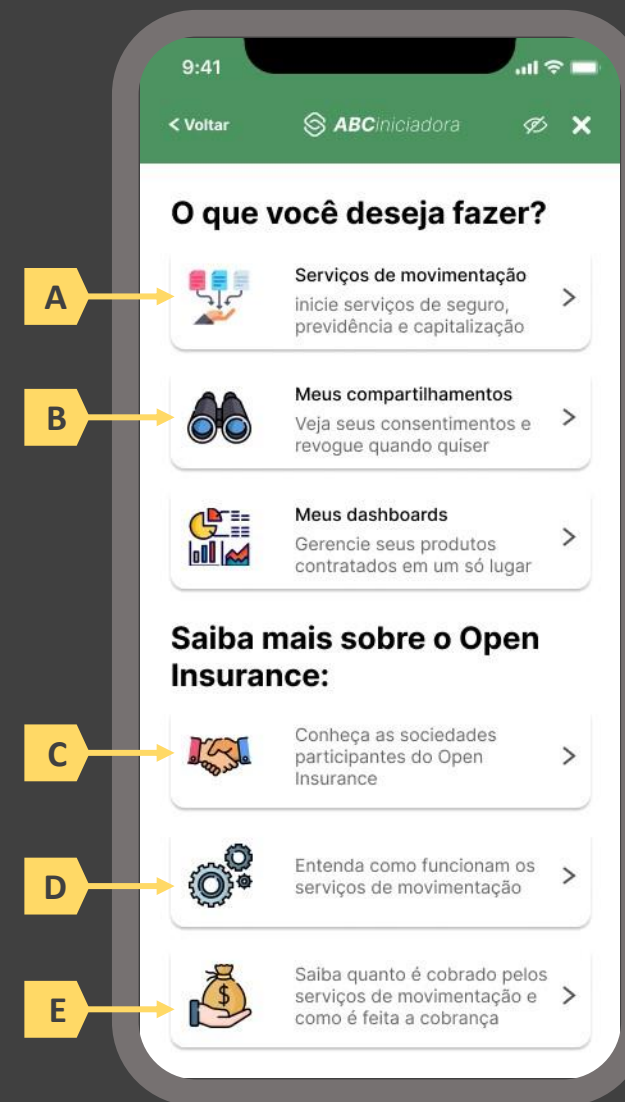 9:41
< Voltar
ABCiniciadora
O que você deseja fazer?
A
Serviços de movimentação
inicie serviços de seguro,
previdência e capitalização
B
Meus compartilhamentos
Veja seus consentimentos e
revogue quando quiser
Meus dashboards
Gerencie seus produtos
contratados em um só lugar
Saiba mais sobre o Open
Insurance:
C
Conheça as sociedades
participantes do Open
Insurance
D
Entenda como funcionam os
serviços de movimentação
E
$
Saiba quanto é cobrado pelos
serviços de movimentação e
como é feita a cobrança